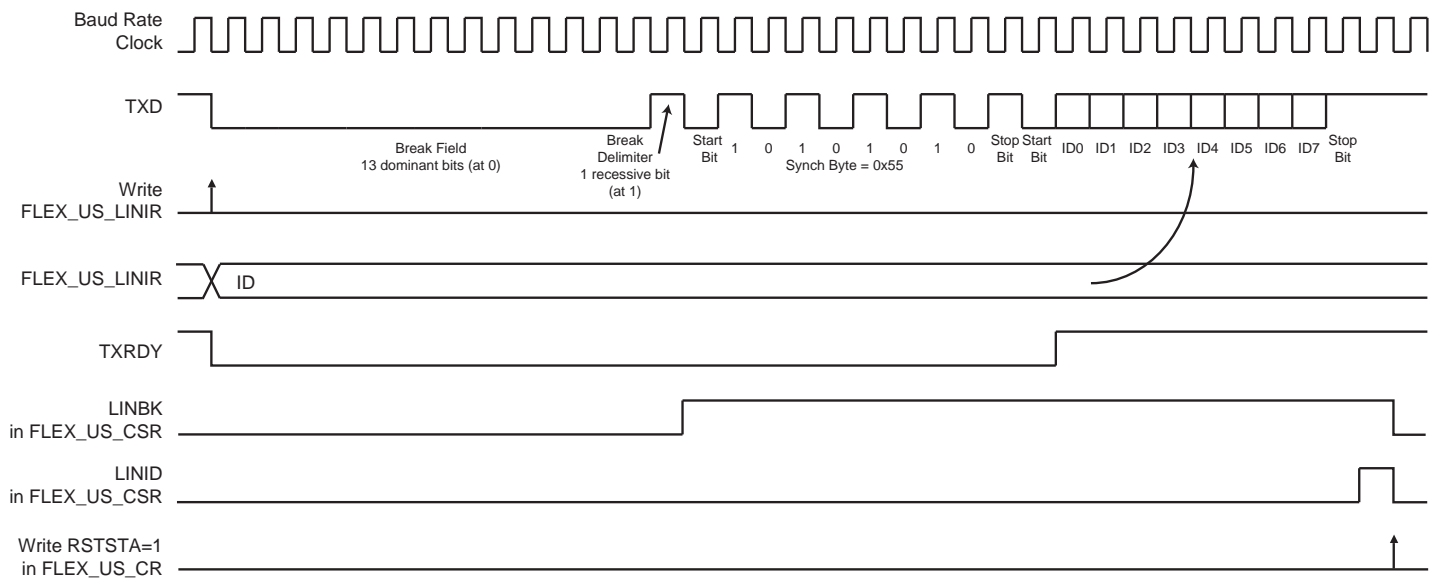 Baud Rate
Clock
TXD
Break Field
13 dominant bits (at 0)
Break
Delimiter
1 recessive bit
(at 1)
Start
Bit
1 0 1 0 1 0 1 0
Synch Byte = 0x55
Stop
Bit
Start
Bit
ID0 ID1 ID2 ID3 ID4 ID5 ID6 ID7
Stop
Bit
Write
FLEX_US_LINIR
FLEX_US_LINIR
ID
TXRDY
LINBK
in FLEX_US_CSR
LINID
in FLEX_US_CSR
Write RSTSTA=1
in FLEX_US_CR